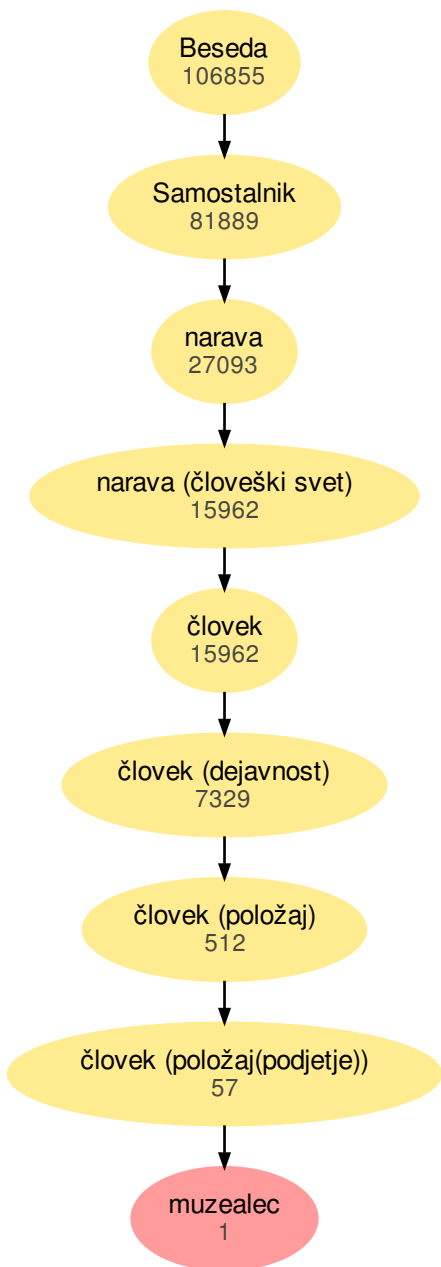 Beseda
106855
Samostalnik
81889
narava
27093
narava (človeški svet)
15962
človek
15962
človek (dejavnost)
7329
človek (položaj)
512
človek (položaj(podjetje))
57
muzealec
1